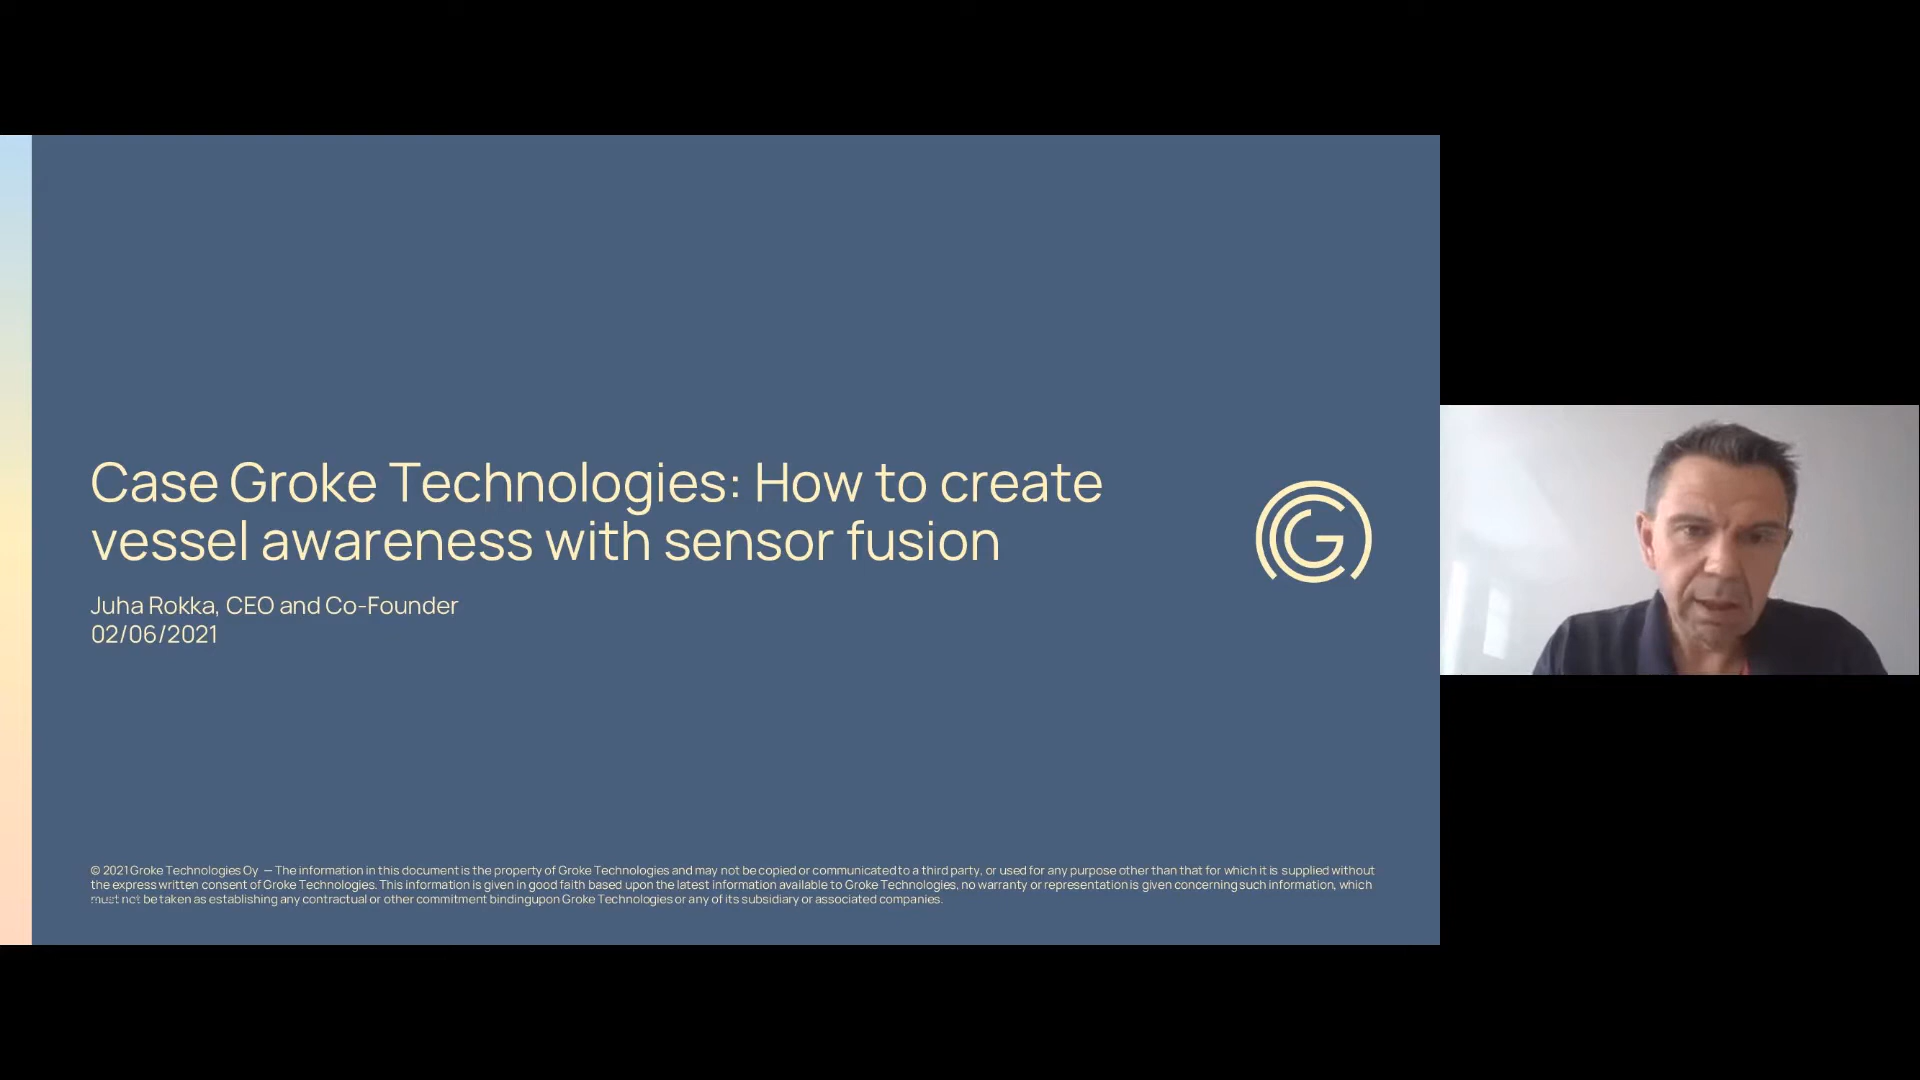 Case Groke Technologies: How to create
vessel awareness with sensor fusion
Juha Rokka, CEO and Co-Founder
02/06/2021
© 2021 Groke Technologies Oy — The information in this document is the property of Groke Technologies and may not be copied or communicated to a third party, or used for any purpose other than that for which it is supplied without
the express written consent of Groke Technologies. This information is given in good faith based upon the latest information available to Groke Technologies, no warranty or representation is given concerning such information, which
must not be taken as establishing any contractual or other commitment binding upon Groke Technologies or any of its subsidiary or associated companies.